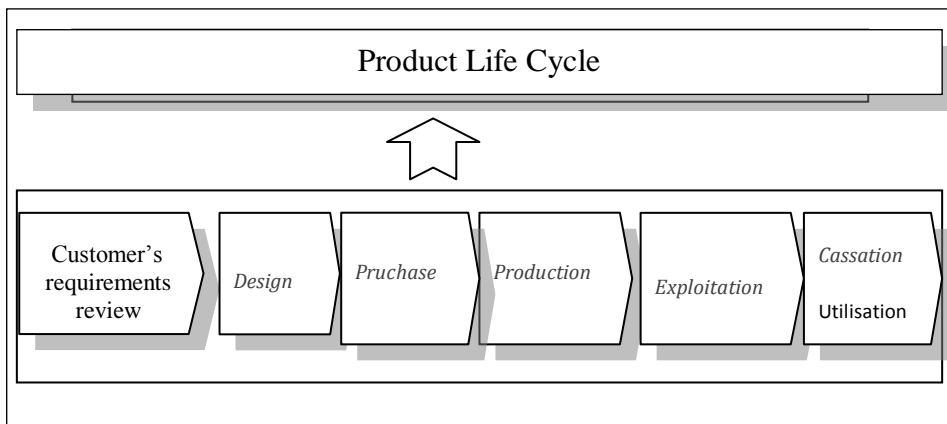 Product Life Cycle
Customer's
requirements
review
Design
Pruchase
Production
Exploitation
Cassation
Utilisation